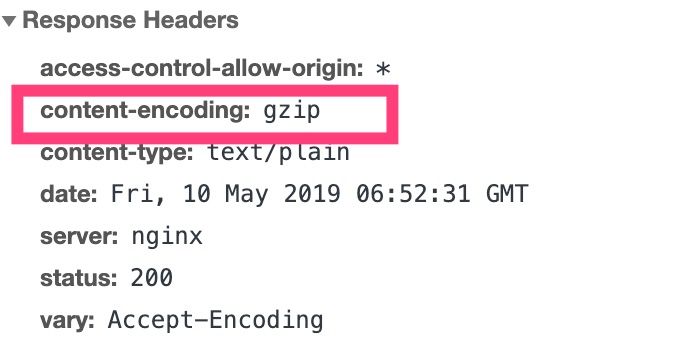 Response Headers
access-control-allow-origin: *
content-encoding: gzip
content-type: text/plain
date: Fri, 10 May 2019 06:52:31 GMT
server: nginx
status: 200
vary: Accept-Encoding